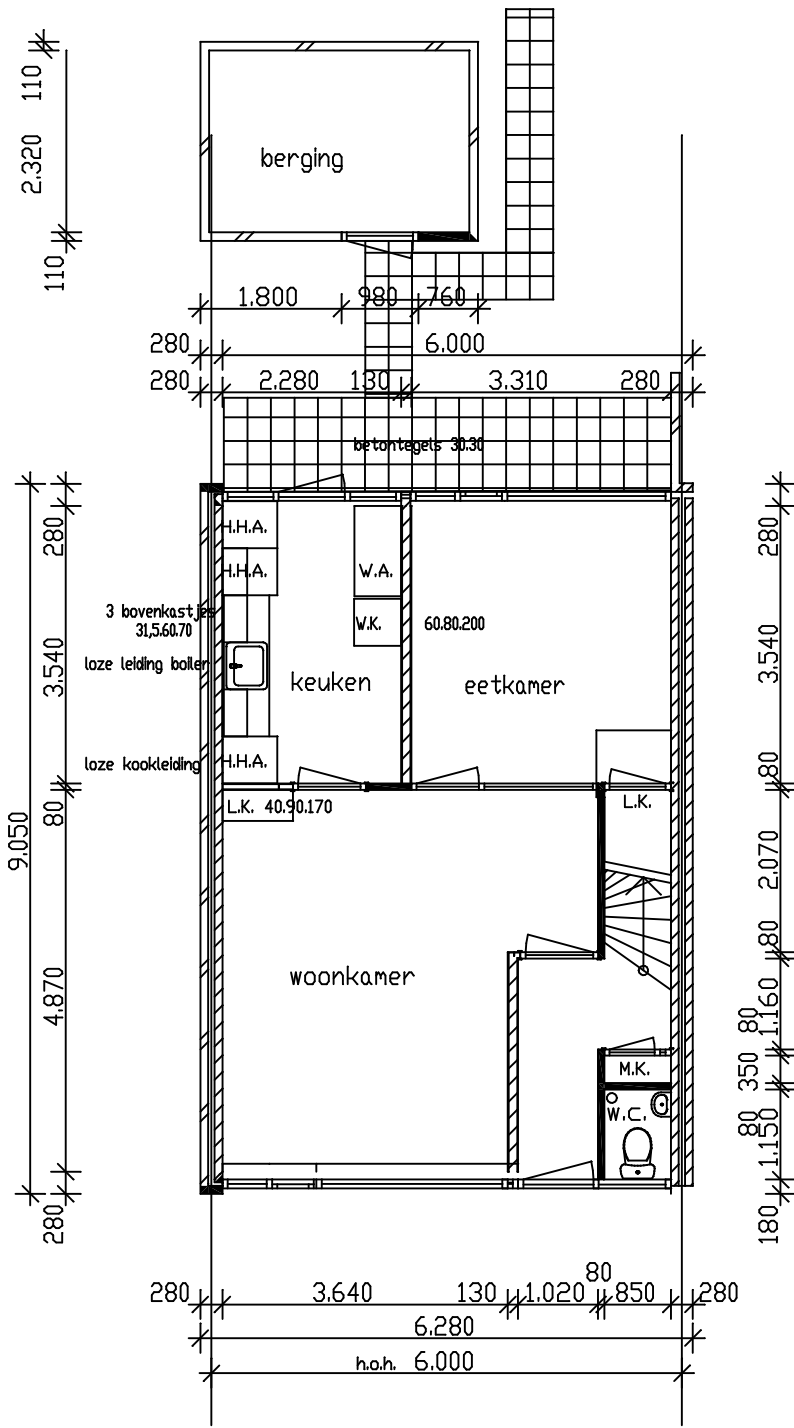 110
2.320
110
berging
1.800 980 760
280 6.000
280 2.280 130 3.310 280
betontegels 30.30
280
3.540
80
4.870
280
9.050
H.H.A.
H.H.A.
W.A.
W.K.
60.80.200
3 bovenkastjes
31,5.60.70
loze leiding boiler
keuken
eetkamer
loze kookleiding
H.H.A.
L.K. 40.90.170
L.K.
woonkamer
M.K.
W.C.
280
3.540
80
2.070
80
1.160
80
350
80
1.150
180
80
280 3.640 130 1.020 850 280
6.280
h.o.h. 6.000